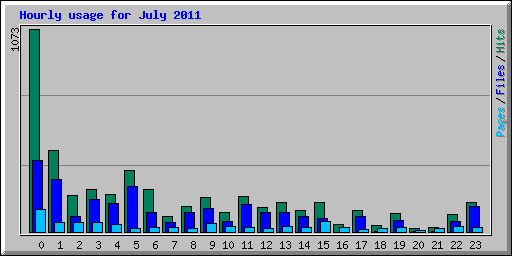 Hourly usage for July 2011
1073
Pages/Files/Hits
0 1 2 3 4 5 6 7 8 9 10 11 12 13 14 15 16 17 18 19 20 21 22 23